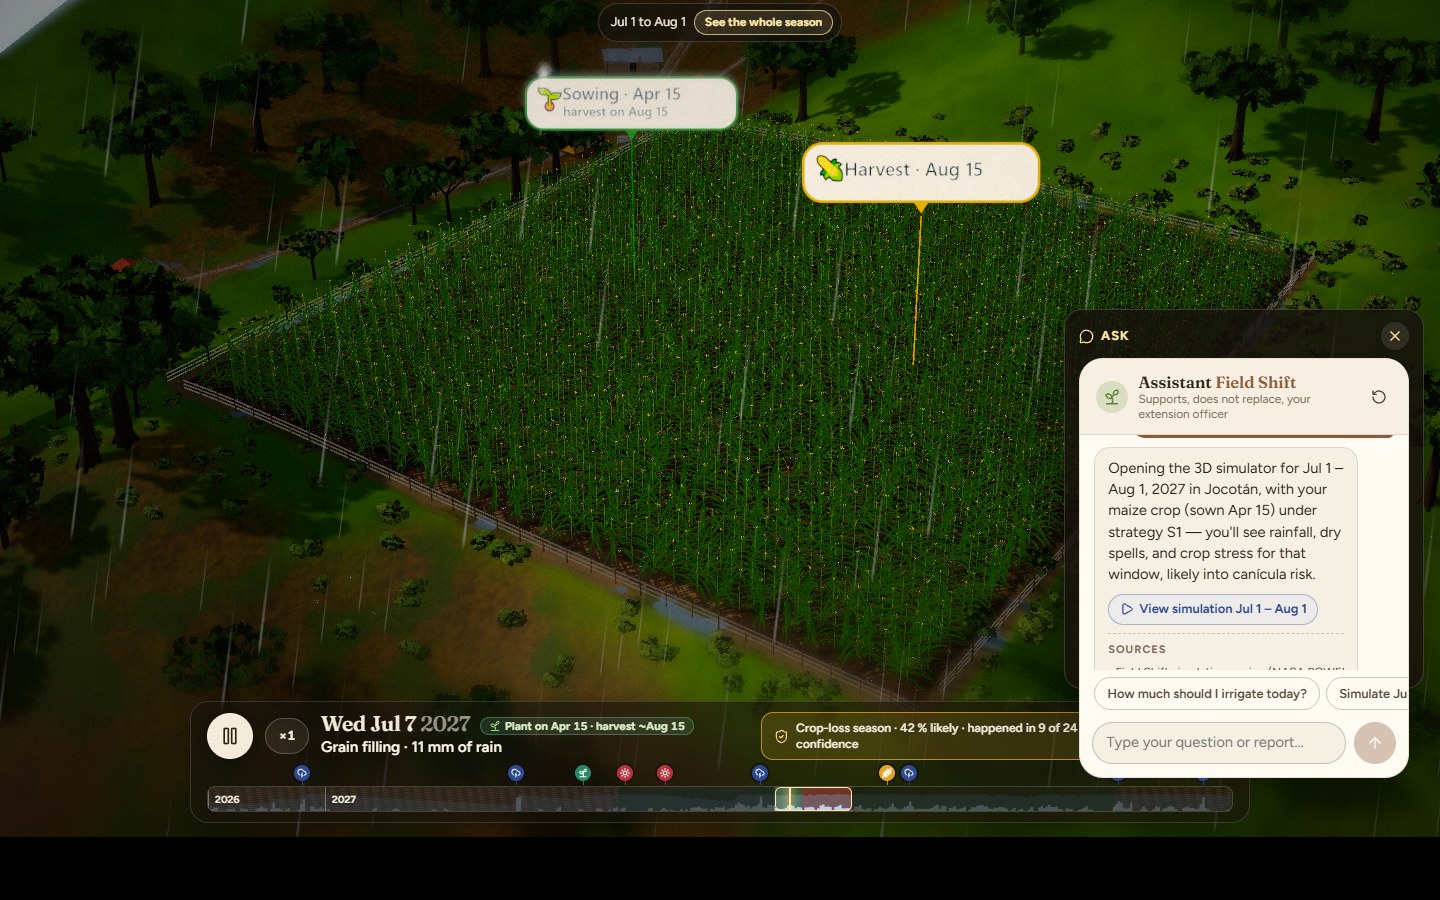 Jul 1 to Aug 1 See the whole season
Sowing · Apr 15
harvest on Aug 15
Harvest · Aug 15
ASK
Assistant Field Shift
Supports, does not replace, your
extension officer
Opening the 3D simulator for Jul 1 –
Aug 1, 2027 in Jocotán, with your
maize crop (sown Apr 15) under
strategy S1 — you'll see rainfall, dry
spells, and crop stress for that
window, likely into canícula risk.
View simulation Jul 1 – Aug 1
SOURCES
How much should I irrigate today?
Simulate Ju
Type your question or report...
×1
Wed Jul 7 2027
Plant on Apr 15 · harvest ~Aug 15
Grain filling · 11 mm of rain
Crop-loss season · 42 % likely · happened in 9 of 24
confidence
2026
2027